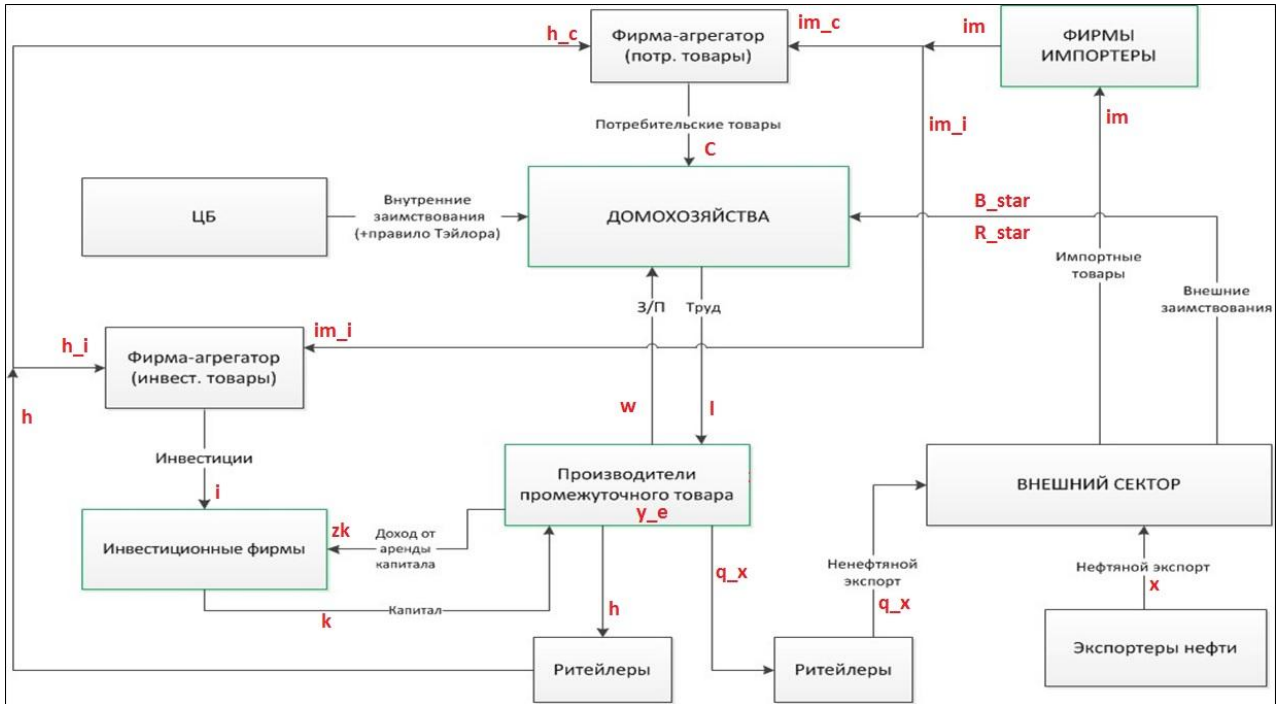 h_c
Фирма-агрегатор
(потр. товары)
im_c
im
ФИРМЫ
ИМПОРТЕРЫ
Потребительские товары
C
im_i
im
ЦБ
Внутренние
заимствования
(+правило Тэйлора)
ДОМОХОЗЯЙСТВА
B_star
R_star
Импортные
товары
Внешние
заимствования
З/П
Труд
h_i
Фирма-агрегатор
(инвест. товары)
im_i
h
w
l
Инвестиции
i
Производители
промежуточного товара
y_e
ВНЕШНИЙ СЕКТОР
Инвестиционные фирмы
zk
Доход от
аренды
капитала
k
Капитал
h
q_x
Ненефтяной
экспорт
q_x
Нефтяной экспорт
x
Ритейлеры
Ритейлеры
Экспортеры нефти